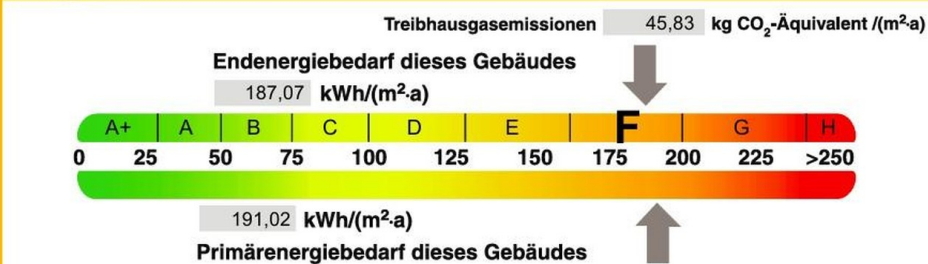 Treibhausgasemissionen 45,83 kg CO₂-Äquivalent /(m²·a)
Endenergiebedarf dieses Gebäudes
187,07 kWh/(m²·a)
A+ A B C D E F G H
0 25 50 75 100 125 150 175 200 225 >250
191,02 kWh/(m²·a)
Primärenergiebedarf dieses Gebäudes